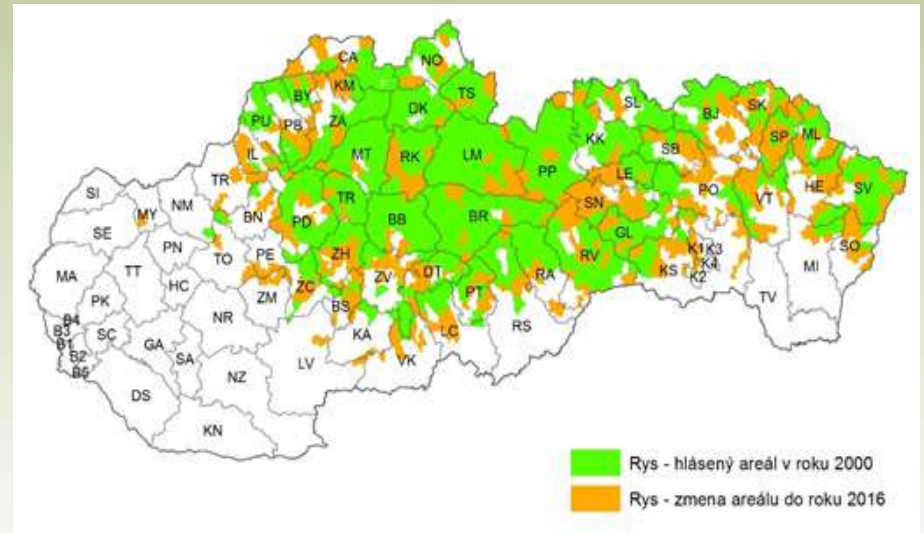 CA
NO
BY
KM
TS
PU
PB
ZA
DK
SL
BJ
SK
KK
SP
ML
IL
MT
RK
LM
PP
SB
TR
LE
HE
SV
SI
MY
NM
BN
PD
TR
BB
BR
SN
PO
VT
SE
PN
TO
PE
ZH
GL
SO
MA
TT
HC
ZM
ZC
ZV
DT
RV
KS
K1
K3
K4
K2
MI
PK
BS
PT
RA
TV
B4
B3
B1
SC
NR
KA
LC
RS
B2
GA
SA
LV
VK
B5
NZ
DS
KN
Rys - hlásený areál v roku 2000
Rys - zmena areálu do roku 2016